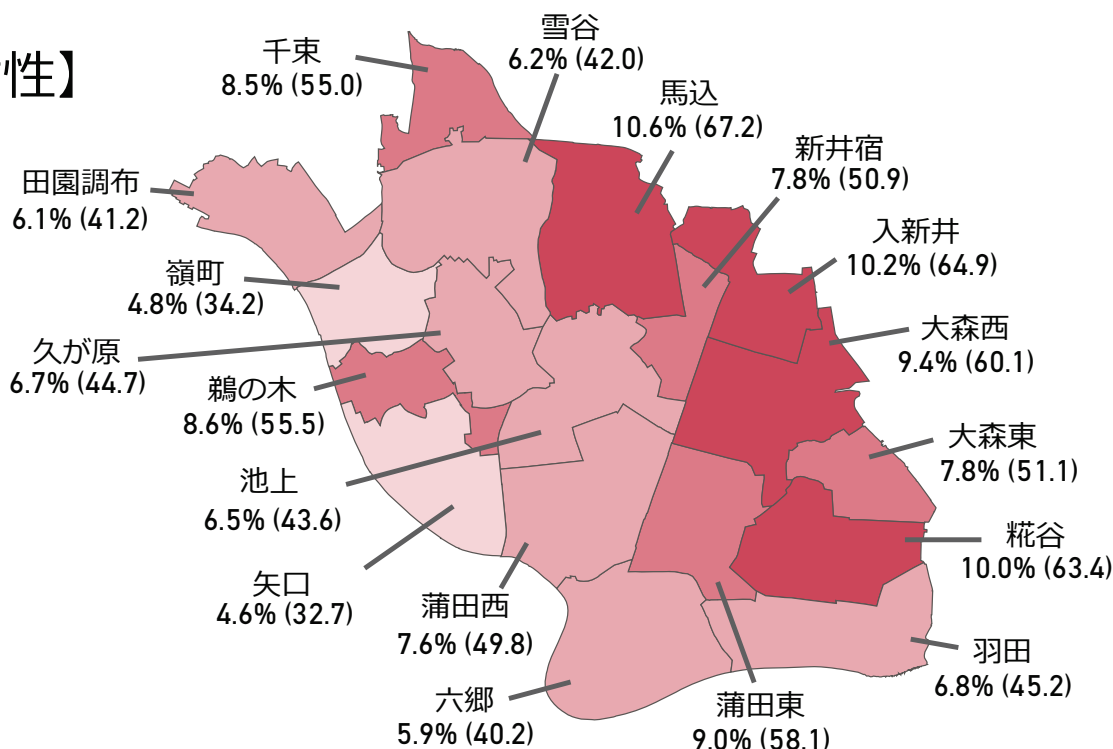 性】
千束
8.5% (55.0)
雪谷
6.2% (42.0)
馬込
10.6% (67.2)
新井宿
7.8% (50.9)
田園調布
6.1% (41.2)
入新井
10.2% (64.9)
嶺町
4.8% (34.2)
大森西
9.4% (60.1)
久が原
6.7% (44.7)
鵜の木
8.6% (55.5)
大森東
7.8% (51.1)
池上
6.5% (43.6)
糀谷
10.0% (63.4)
矢口
4.6% (32.7)
蒲田西
7.6% (49.8)
羽田
6.8% (45.2)
六郷
5.9% (40.2)
蒲田東
9.0% (58.1)